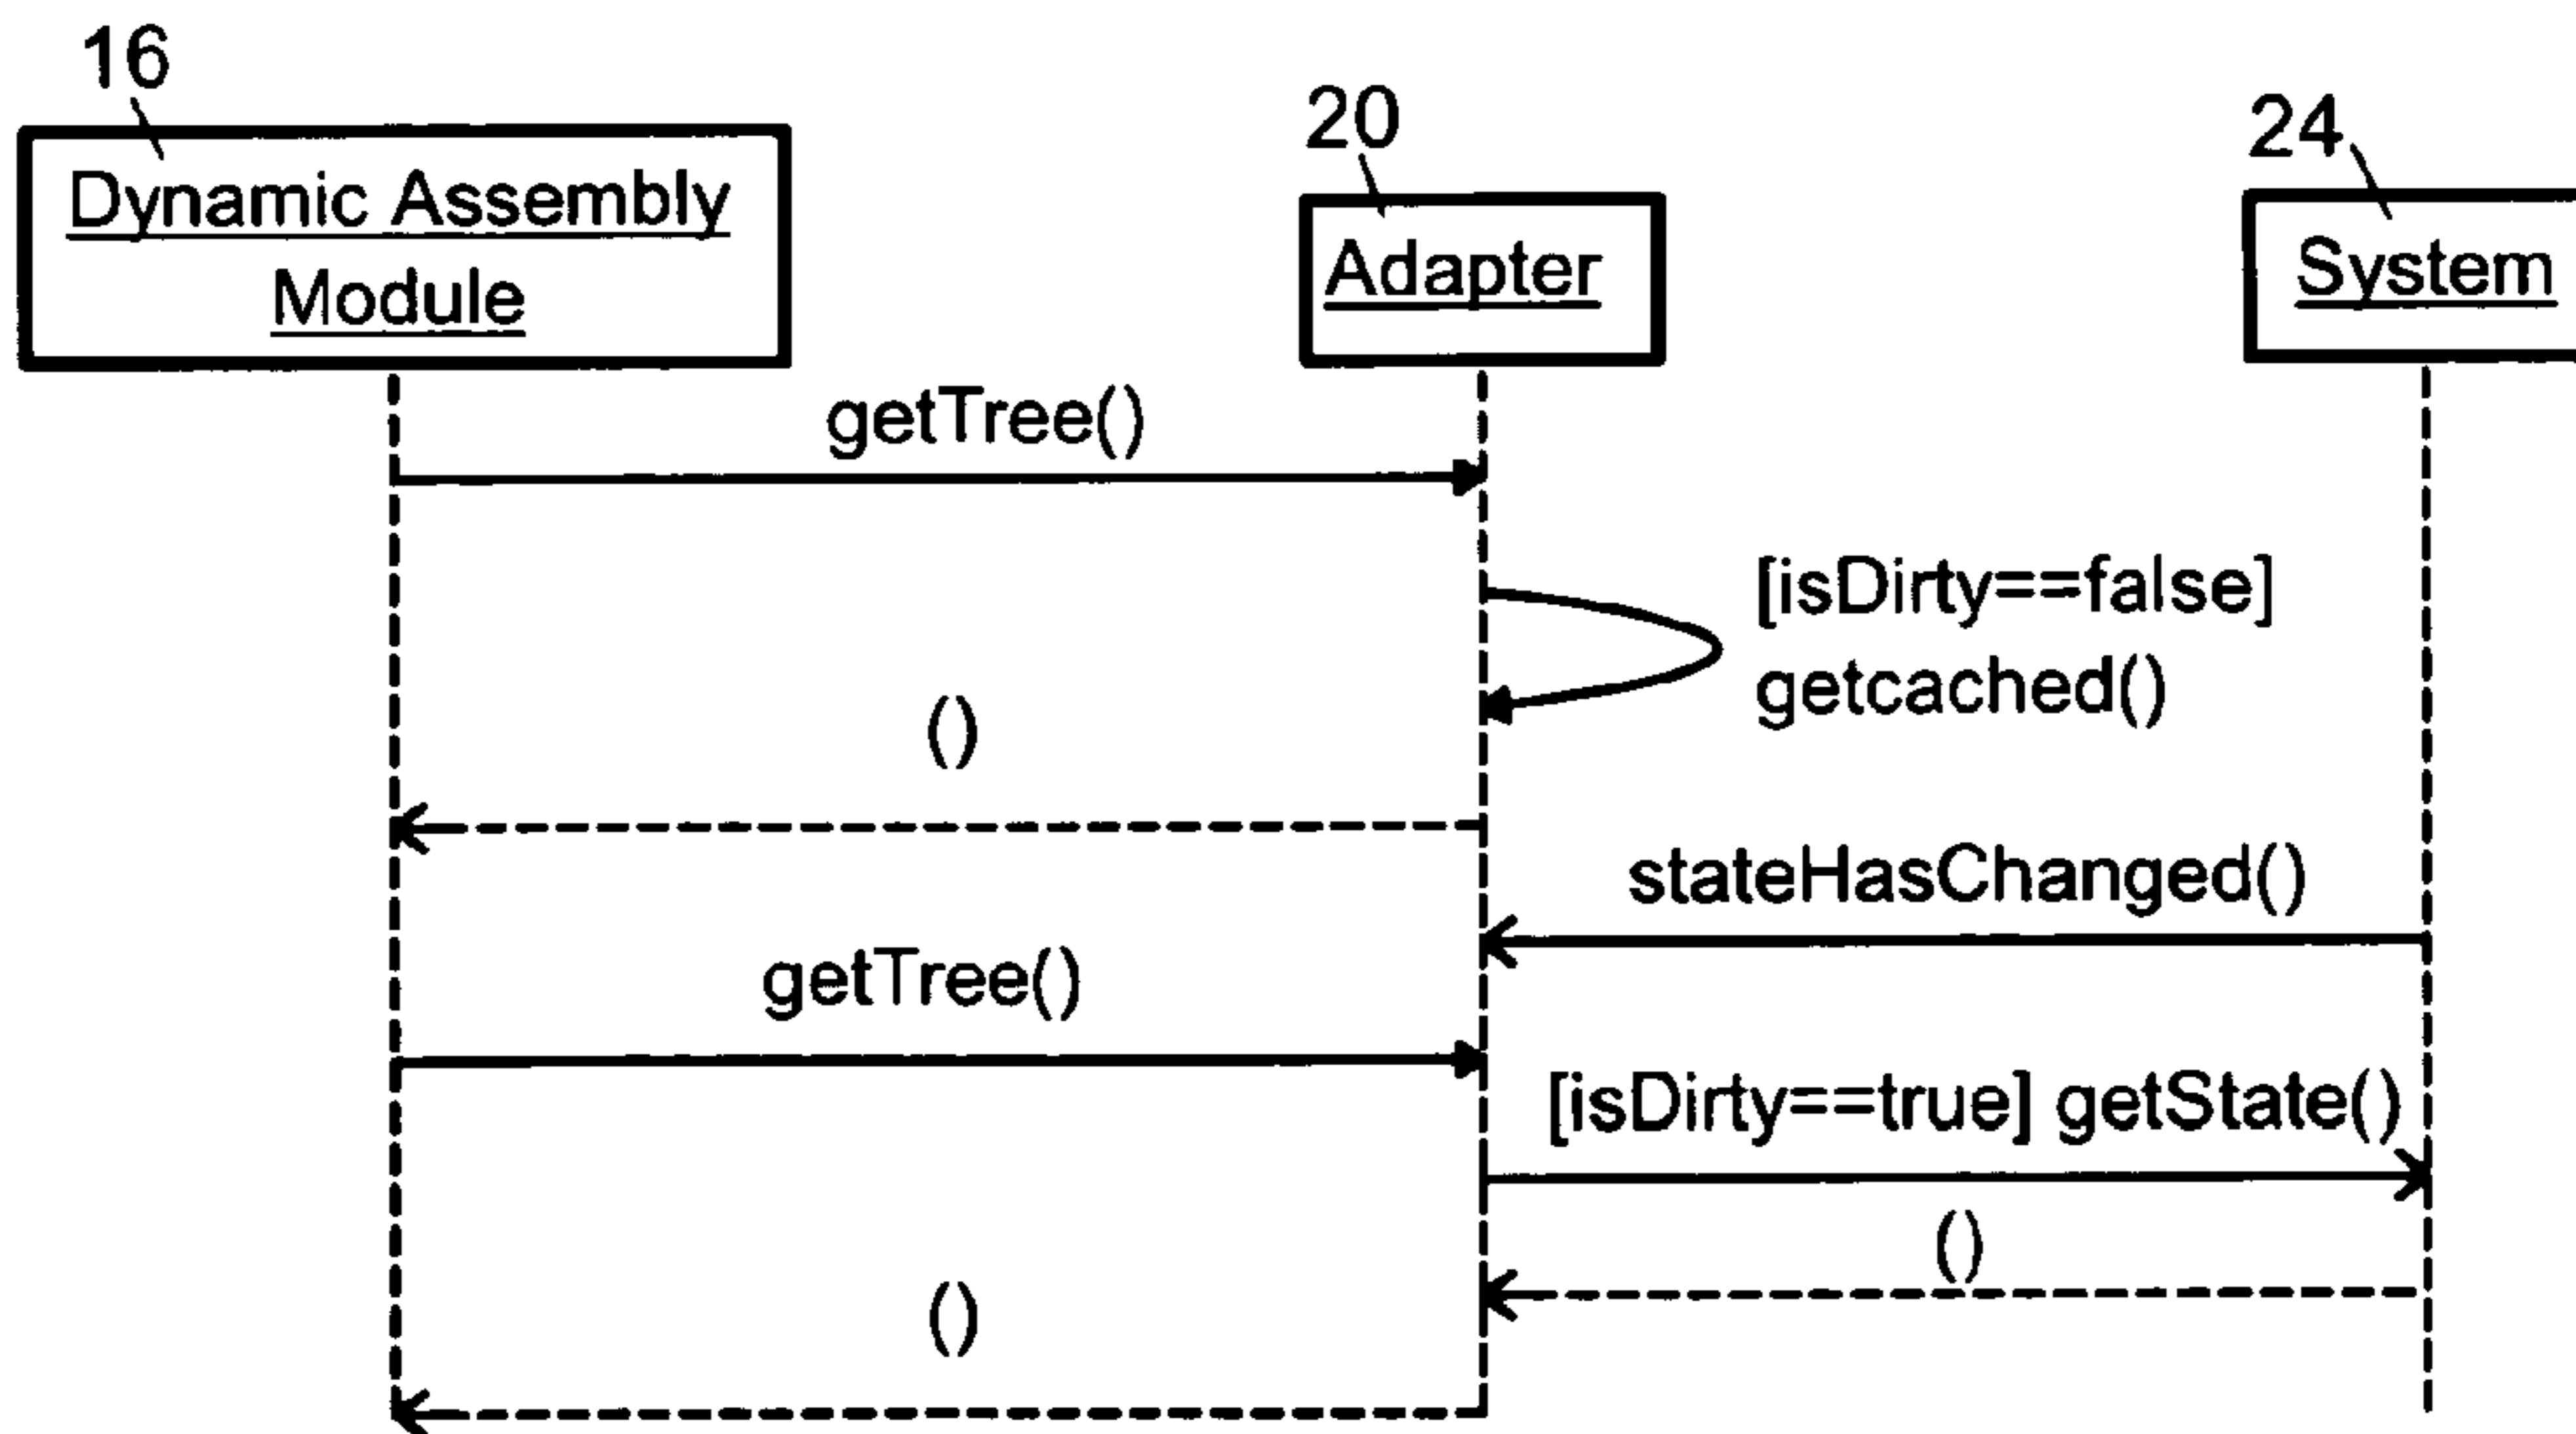 16
20
24
Dynamic Assembly
Module
Adapter
System
getTree()
[isDirty==false]
getcached()
()
stateHasChanged()
getTree()
[isDirty==true] getState()
()
()